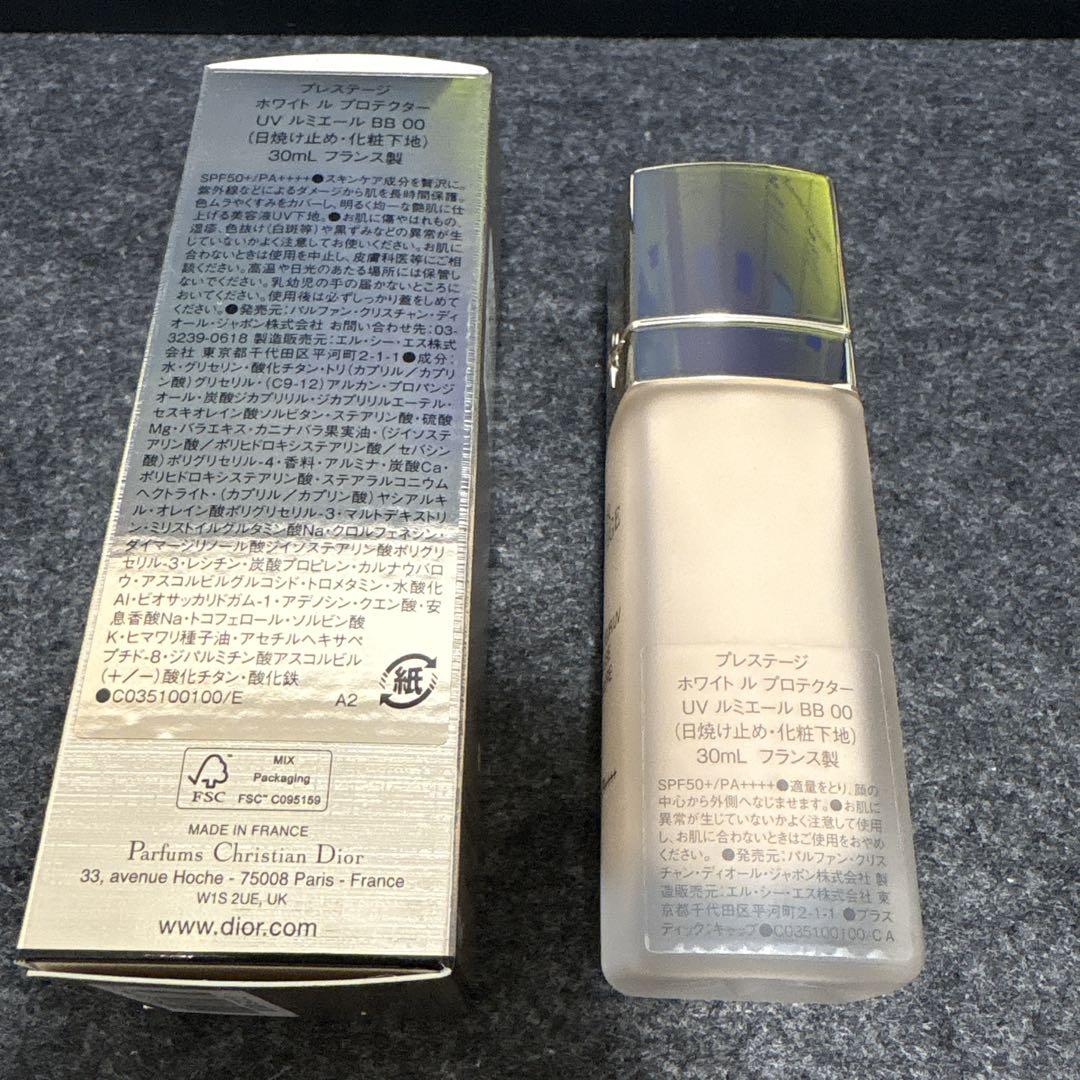 プレステージ
ホワイト ル プロテクター
UV ルミエール BB 00
(日焼け止め・化粧下地)
30mL フランス製
SPF50+/PA++++●スキンケア成分を贅沢に。
紫外線などによるダメージから肌を長時間保護。
色ムラやくすみをカバーし、明るく均一な艶肌に仕
上げる美容液UV下地。●お肌に傷やはれもの、
湿疹、色抜け(白斑等)や黒ずみなどの異常が生
じていないかよく注意してお使いください。お肌に
合わないときは使用を中止し、皮膚科医等にご相
談ください。高温や日光のあたる場所には保管し
ないでください。乳幼児の手の届かないところに
おいてください。使用後は必ずしっかり蓋をしめて
ください。●発売元:パルファン・クリスチャン・ディ
オール・ジャポン株式会社 お問い合わせ先:03-
3239-0618 製造販売元:エル・シー・エス株式
会社 東京都千代田区平河町2-1-1●成分:
水・グリセリン・酸化チタン・トリ(カプリル/カプリ
ン酸)グリセリル・(C9-12)アルカン・プロパンジ
オール・炭酸ジカプリリル・ジカプリリルエーテル・
セスキオレイン酸ソルビタン・ステアリン酸・硫酸
Mg・バラエキス・カニナバラ果実油・(ジイソステ
アリン酸/ポリヒドロキシステアリン酸/セバシン
酸)ポリグリセリル-4・香料・アルミナ・炭酸Ca・
ポリヒドロキシステアリン酸・ステアラルコニウム
ヘクトライト・(カプリル/カプリン酸)ヤシアルキ
ル・オレイン酸ポリグリセリル-3・マルトデキストリ
ン・ミリストイルグルタミン酸Na・クロルフェネシン・
ダイマージリノール酸ジイソステアリン酸ポリグリ
セリル-3・レシチン・炭酸プロピレン・カルナウバロ
ウ・アスコルビルグルコシド・トロメタミン・水酸化
Al・ビオサッカリドガム-1・アデノシン・クエン酸・安
息香酸Na・トコフェロール・ソルビン酸
K・ヒマワリ種子油・アセチルヘキサペ
プチド-8・ジパルミチン酸アスコルビル
(+/-)酸化チタン・酸化鉄
●C035100100/E A2
紙
FSC™
MIX
Packaging
FSC™ C095159
MADE IN FRANCE
Parfums Christian Dior
33, avenue Hoche - 75008 Paris - France
W1S 2UE, UK
www.dior.com
プレステージ
ホワイト ル プロテクター
UV ルミエール BB 00
(日焼け止め・化粧下地)
30mL フランス製
SPF50+/PA++++●適量をとり、顔の
中心から外側へなじませます。●お肌に
異常が生じていないかよく注意して使用
し、お肌に合わないときはご使用をおやめ
ください。 ●発売元:パルファン・クリス
チャン・ディオール・ジャポン株式会社 製
造販売元:エル・シー・エス株式会社 東
京都千代田区平河町2-1-1 ●プラス
ティック:キャップ●C035100100/C A